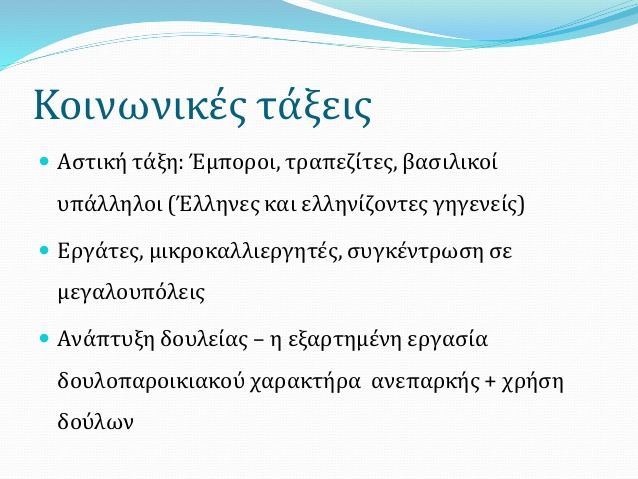 Κοινωνικές τάξεις
• Αστική τάξη: Έμποροι, τραπεζίτες, βασιλικοί
υπάλληλοι (Έλληνες και ελληνίζοντες γηγενείς)
• Εργάτες, μικροκαλλιεργητές, συγκέντρωση σε
μεγαλουπόλεις
• Ανάπτυξη δουλείας – η εξαρτημένη εργασία
δουλοπαροικιακού χαρακτήρα  ανεπαρκής + χρήση
δούλων